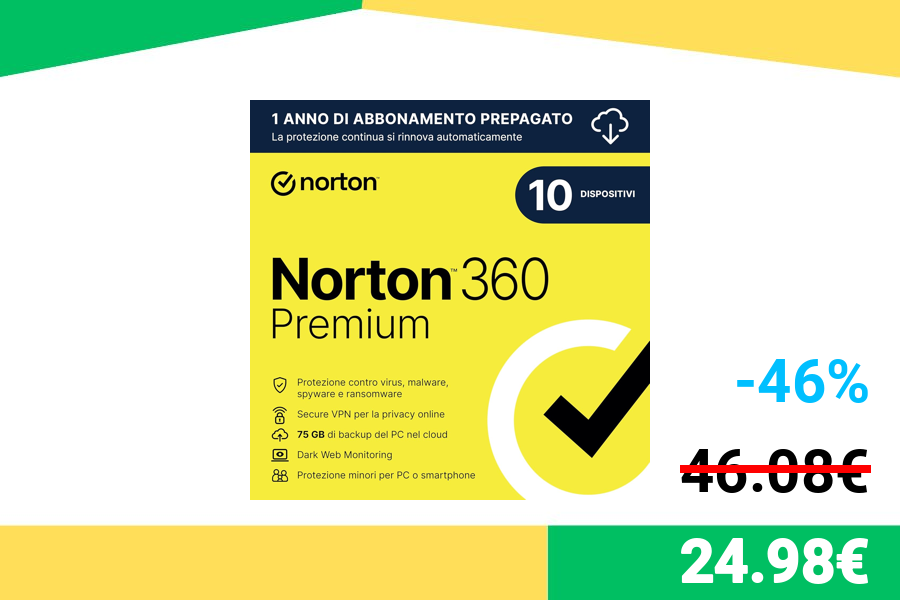 1 ANNO DI ABBONAMENTO PREPAGATO
La protezione continua si rinnova automaticamente
norton
10 DISPOSITIVI
Norton™ 360
Premium
Protezione contro virus, malware,
spyware e ransomware
Secure VPN per la privacy online
75 GB di backup del PC nel cloud
Dark Web Monitoring
Protezione minori per PC o smartphone
-46%
46.08€
24.98€